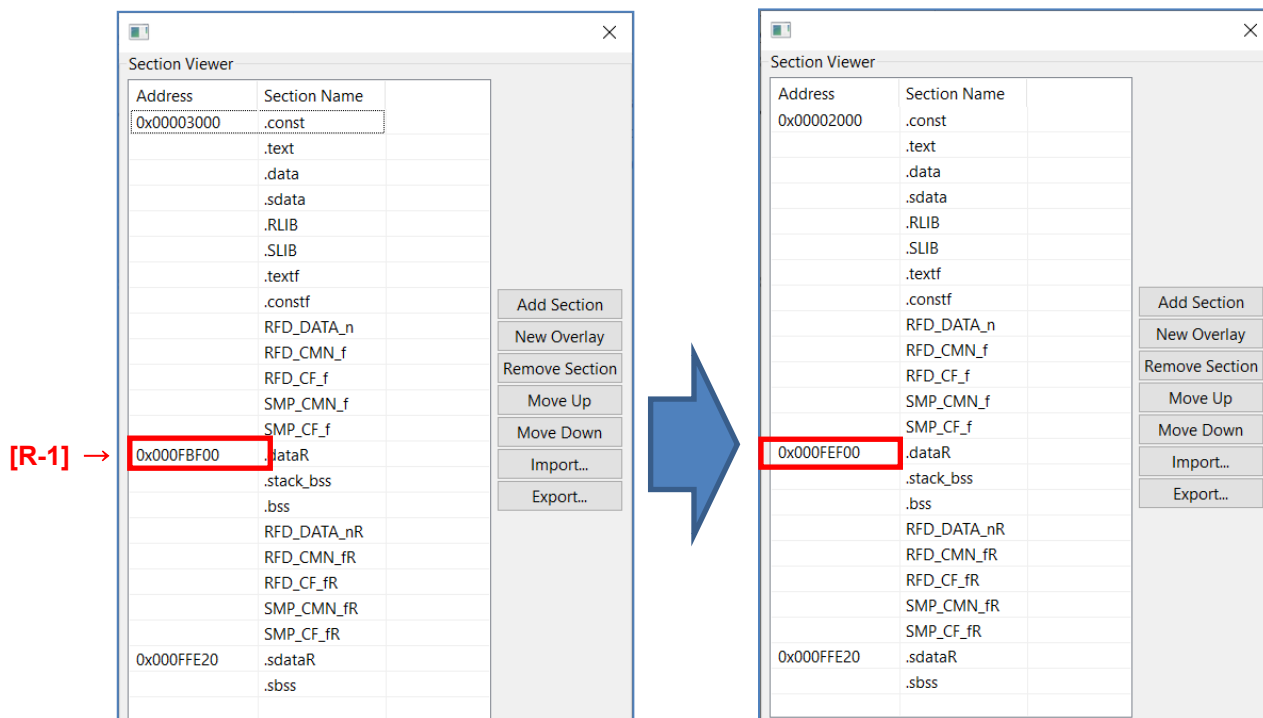 Section Viewer
Address Section Name
0x00003000 .const
.text
.data
.sdata
.RLIB
.SLIB
.textf
.constf
RFD_DATA_n
RFD_CMN_f
RFD_CF_f
SMP_CMN_f
SMP_CF_f
[R-1] → 0x000FBF00 .dataR
.stack_bss
.bss
RFD_DATA_nR
RFD_CMN_fR
RFD_CF_fR
SMP_CMN_fR
SMP_CF_fR
0x000FFE20 .sdataR
.sbss
Add Section
New Overlay
Remove Section
Move Up
Move Down
Import...
Export...
Section Viewer
Address Section Name
0x00002000 .const
.text
.data
.sdata
.RLIB
.SLIB
.textf
.constf
RFD_DATA_n
RFD_CMN_f
RFD_CF_f
SMP_CMN_f
SMP_CF_f
0x000FEF00 .dataR
.stack_bss
.bss
RFD_DATA_nR
RFD_CMN_fR
RFD_CF_fR
SMP_CMN_fR
SMP_CF_fR
0x000FFE20 .sdataR
.sbss
Add Section
New Overlay
Remove Section
Move Up
Move Down
Import...
Export...